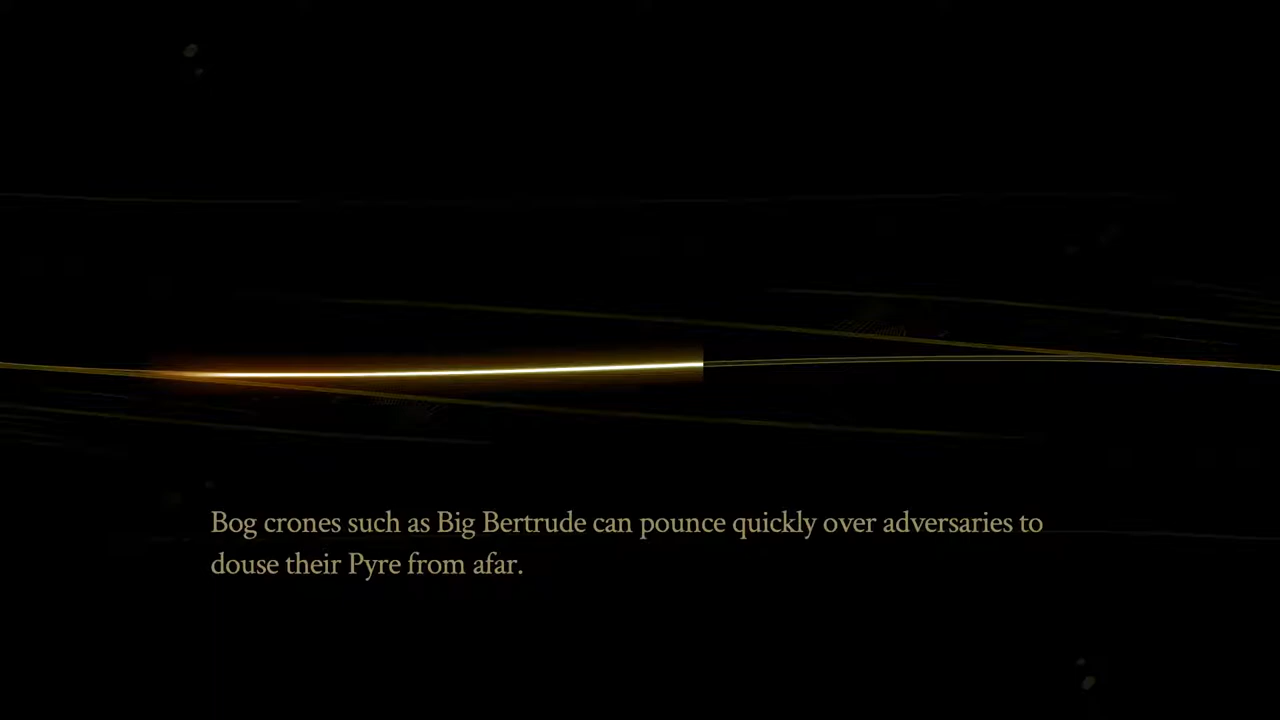 Bog crones such as Big Bertrude can pounce quickly over adversaries to
douse their Pyre from afar.